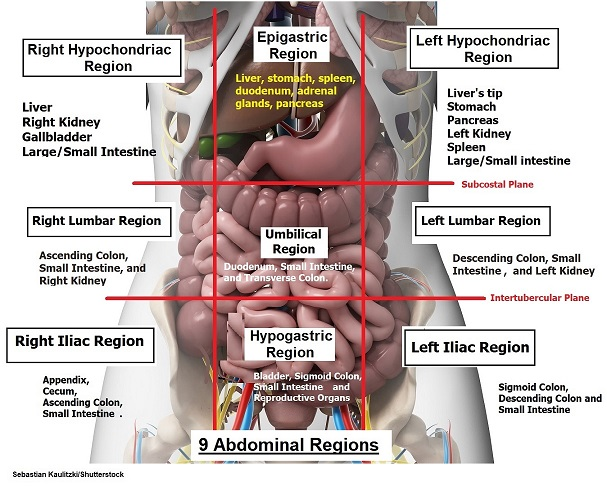 Right Hypochondriac
Region
Epigastric
Region
Left Hypochondriac
Region
Liver, stomach, spleen,
duodenum, adrenal
glands, pancreas
Liver
Right Kidney
Gallbladder
Large/Small Intestine
Liver's tip
Stomach
Pancreas
Left Kidney
Spleen
Large/Small intestine
Subcostal Plane
Right Lumbar Region
Umbilical
Region
Left Lumbar Region
Ascending Colon,
Small Intestine, and
Right Kidney
Duodenum, Small Intestine,
and Transverse Colon.
Descending Colon, Small
Intestine , and Left Kidney
Intertubercular Plane
Right Iliac Region
Hypogastric
Region
Left Iliac Region
Appendix,
Cecum,
Ascending Colon,
Small Intestine .
Bladder, Sigmoid Colon,
Small Intestine and
Reproductive Organs
Sigmoid Colon,
Descending Colon and
Small Intestine
9 Abdominal Regions
Sebastian Kaulitzki/Shutterstock